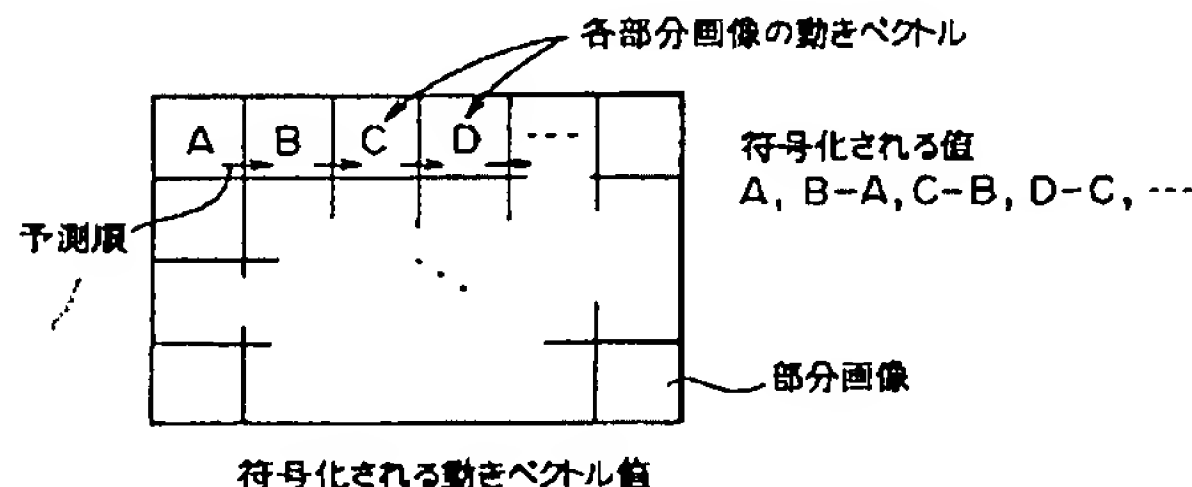 各部分画像の動きベクトル
A B C D ---
符号化される値
A, B-A, C-B, D-C, ---
予測順
部分画像
符号化される動きベクトル値